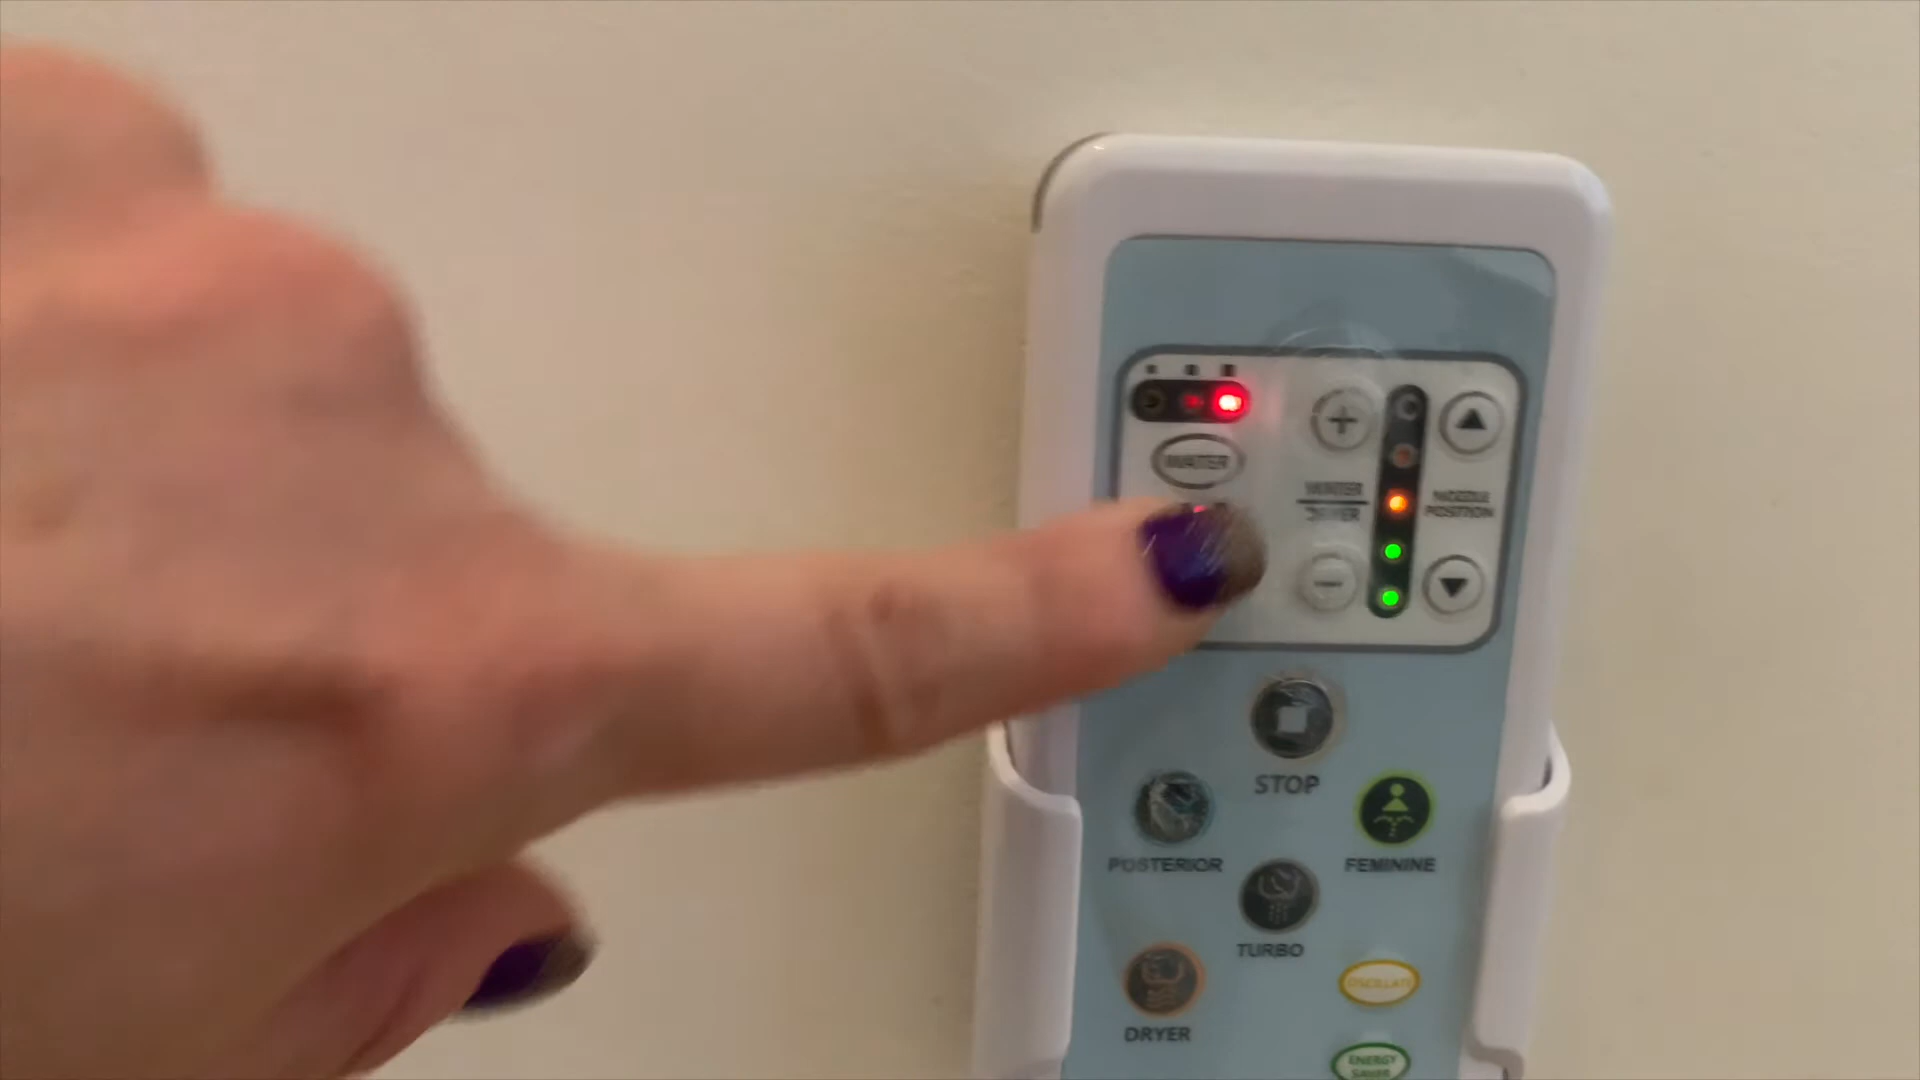 WATER
WATER
DRYER
NOZZLE
POSITION
STOP
POSTERIOR
FEMININE
TURBO
OSCILLATE
DRYER
ENERGY
SAVER